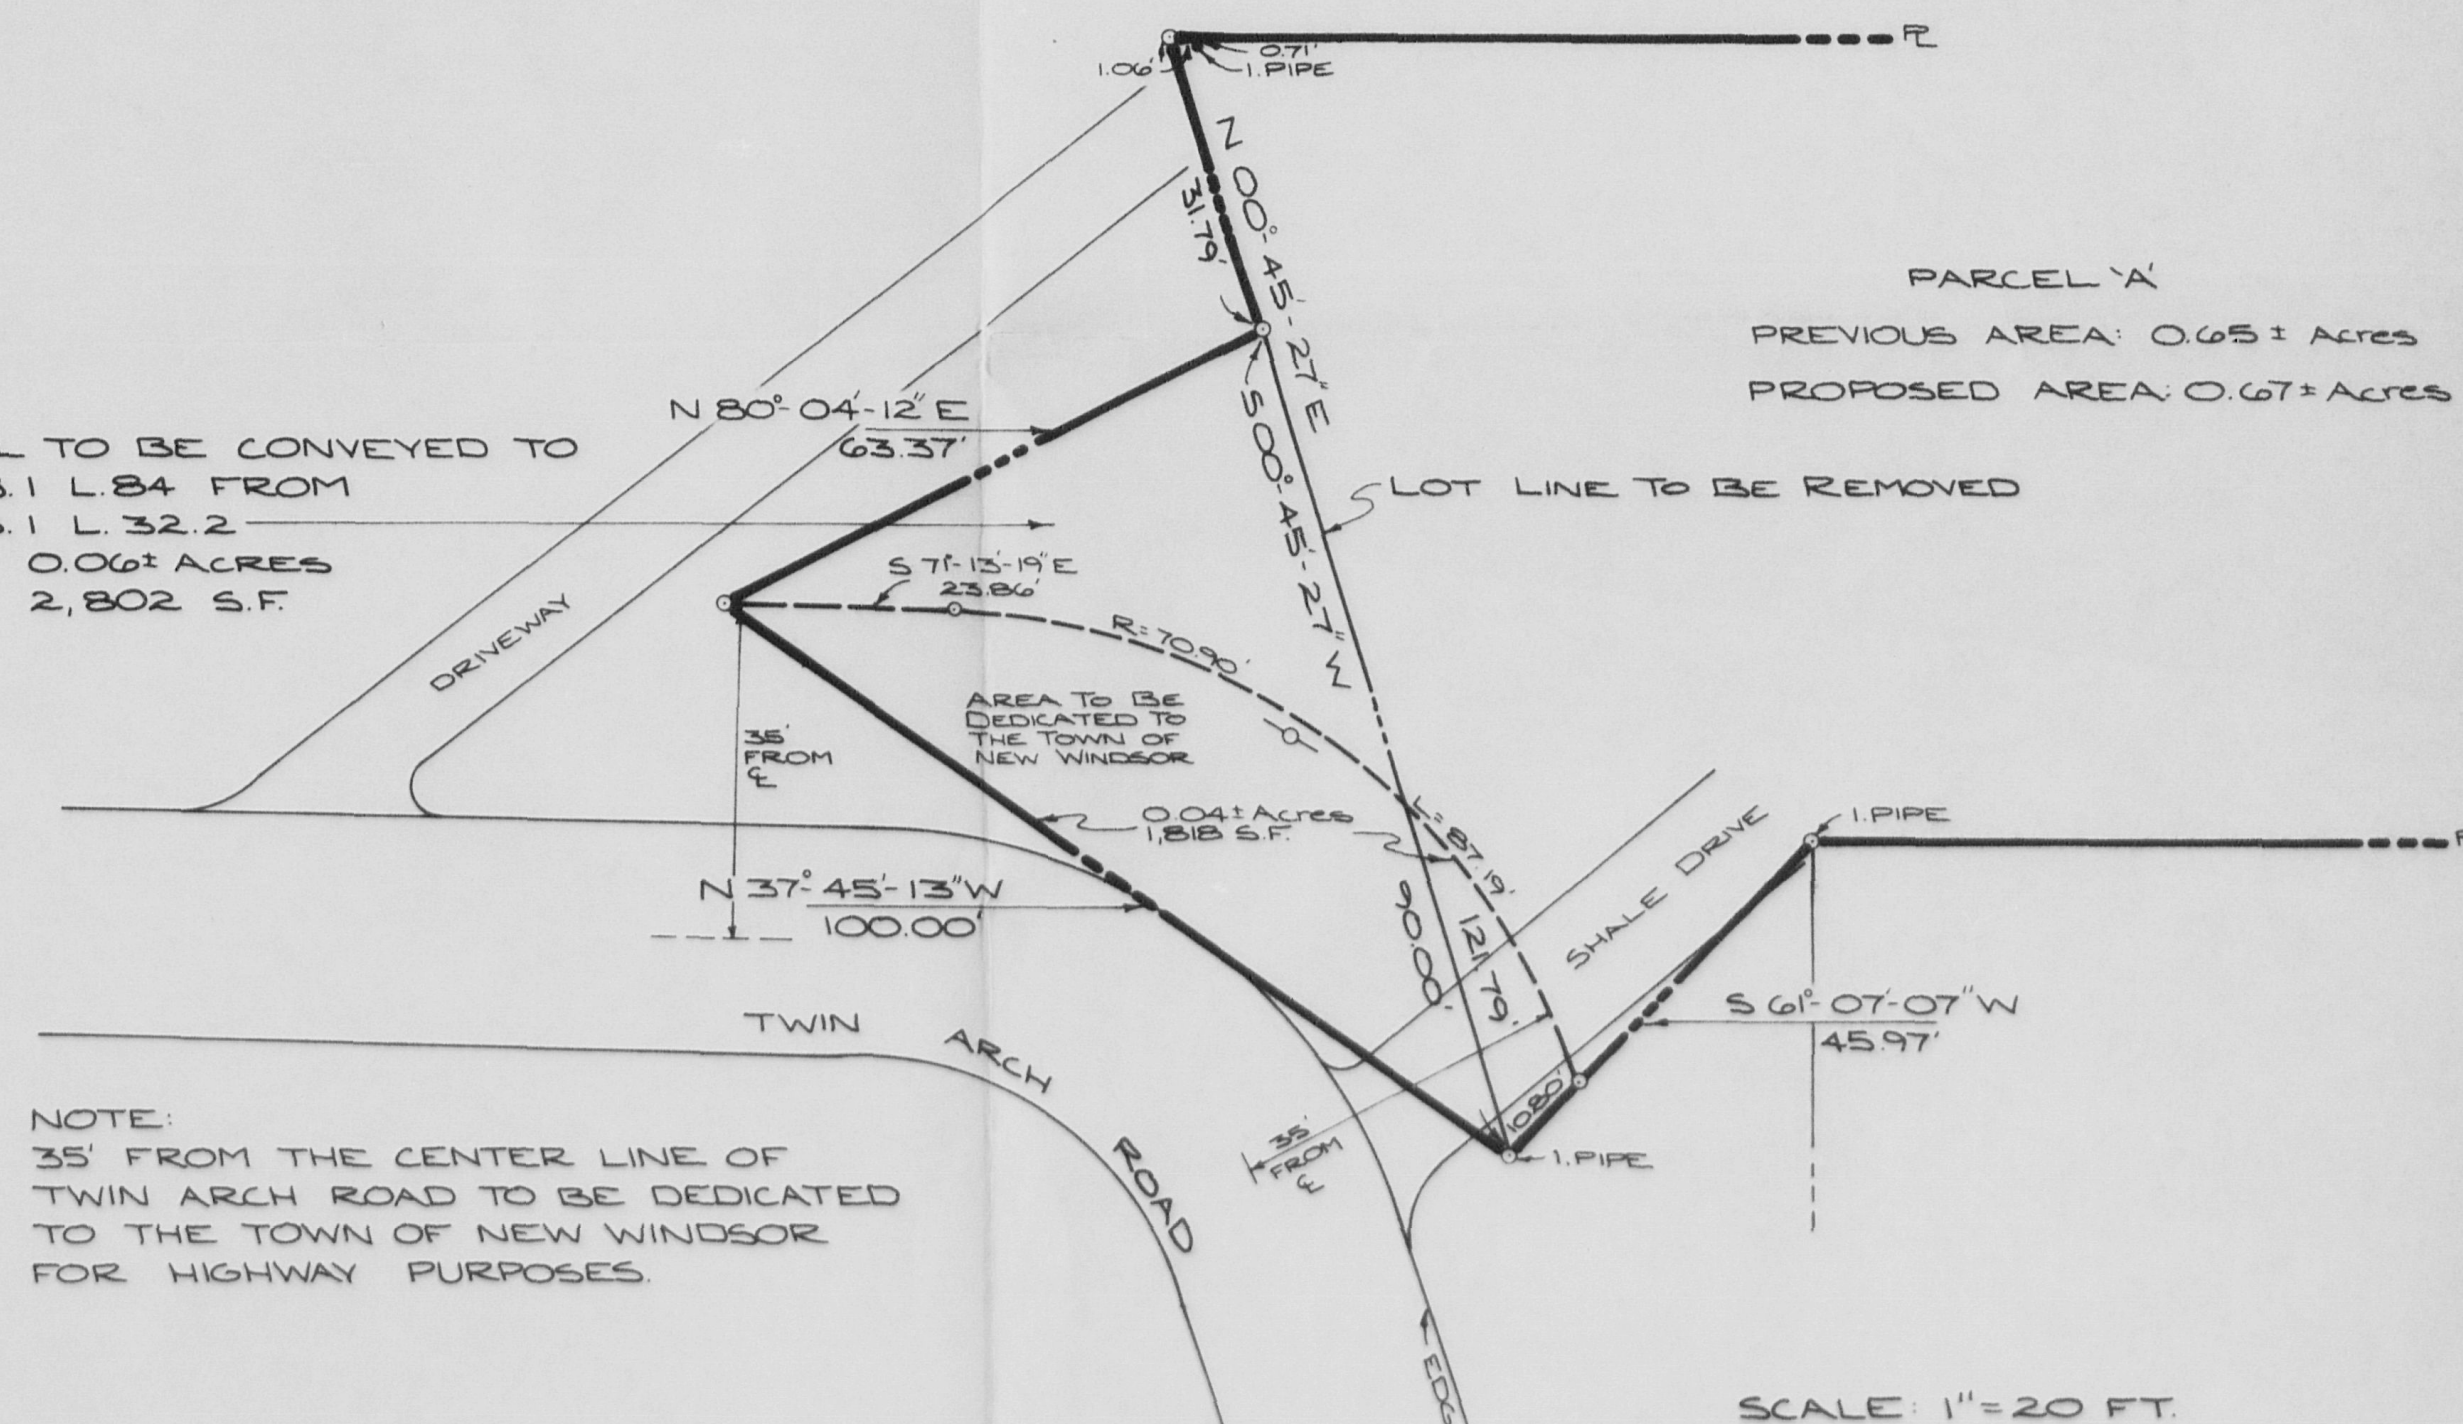 ℄
0.71'
1.06'
I. PIPE
N 00°-45'-27" E
31.79'
PARCEL 'A'
PREVIOUS AREA: 0.65± Acres
PROPOSED AREA: 0.67± Acres
N 80°-04'-12" E
63.37'
TO BE CONVEYED TO
.1 L.84 FROM
.1 L. 32.2
0.06± ACRES
2,802 S.F.
S 00°-45'-27" W
LOT LINE TO BE REMOVED
S 71°-13'-19" E
23.86'
R=70.90'
DRIVEWAY
AREA TO BE
DEDICATED TO
THE TOWN OF
NEW WINDSOR
35'
FROM
℄
0.04± Acres
1,818 S.F.
L=87.19'
SHALE DRIVE
I. PIPE
N 37°-45'-13" W
100.00'
90.00'
121.79'
S 61°-07'-07" W
45.97'
TWIN ARCH ROAD
10.80'
35'
FROM
℄
I. PIPE
NOTE:
35' FROM THE CENTER LINE OF
TWIN ARCH ROAD TO BE DEDICATED
TO THE TOWN OF NEW WINDSOR
FOR HIGHWAY PURPOSES.
SCALE: 1"=20 FT.